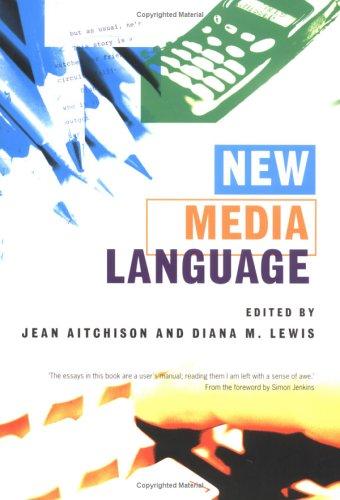 Copyrighted Material
but as usual, he's
This story is a
NEW
MEDIA
LANGUAGE
EDITED BY
JEAN AITCHISON AND DIANA M. LEWIS
'The essays in this book are a user's manual; reading them I am left with a sense of awe.'
From the foreword by Simon Jenkins
Copyrighted Material